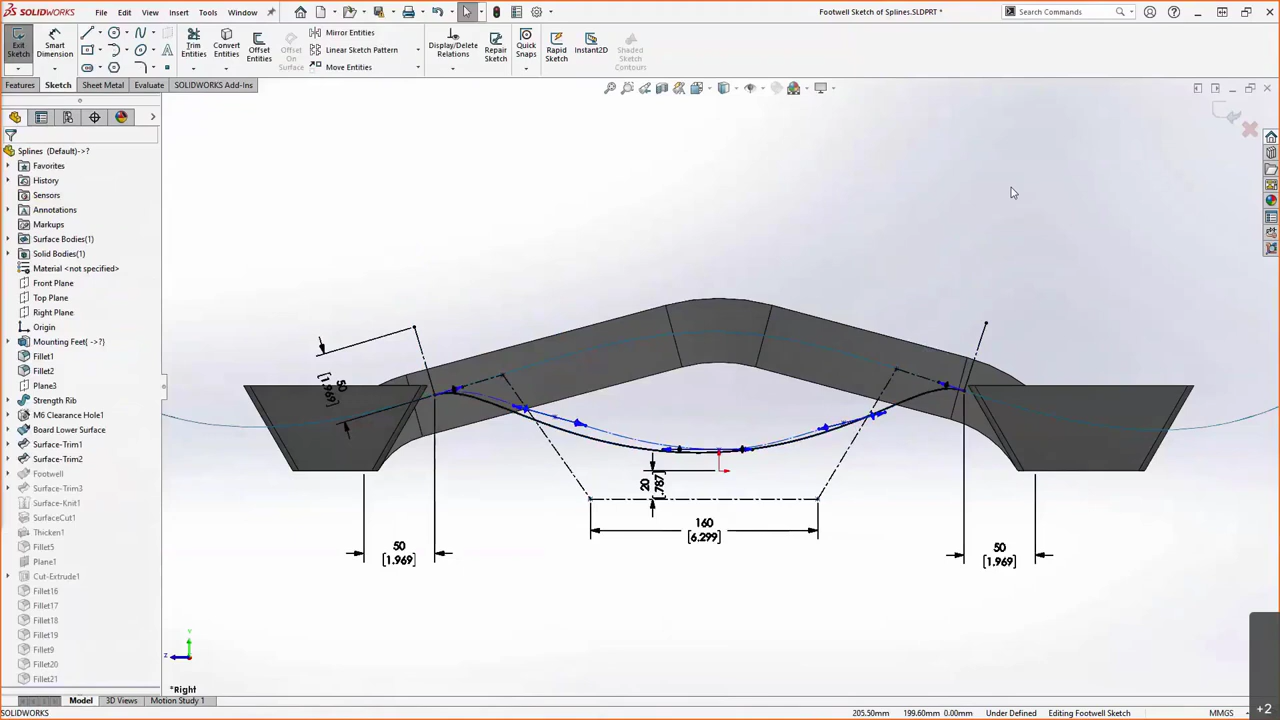 SOLIDWORKS
File
Edit
View
Insert
Tools
Window
Footwell Sketch of Splines.SLDPRT *
Search Commands
Exit Sketch
Smart Dimension
Trim Entities
Convert Entities
Offset Entities
Offset On Surface
Mirror Entities
Linear Sketch Pattern
Move Entities
Display/Delete Relations
Repair Sketch
Quick Snaps
Rapid Sketch
Instant2D
Shaded Sketch Contours
Features
Sketch
Sheet Metal
Evaluate
SOLIDWORKS Add-Ins
Splines (Default)->?
Favorites
History
Sensors
Annotations
Markups
Surface Bodies(1)
Solid Bodies(1)
Material <not specified>
Front Plane
Top Plane
Right Plane
Origin
Mounting Feet( ->?)
Fillet1
Fillet2
Plane3
Strength Rib
M6 Clearance Hole1
Board Lower Surface
Surface-Trim1
Surface-Trim2
Footwell
Surface-Trim3
Surface-Knit1
SurfaceCut1
Thicken1
Fillet5
Plane1
Cut-Extrude1
Fillet16
Fillet17
Fillet18
Fillet19
Fillet9
Fillet20
Fillet21
50
[1.969]
20
[.787]
160
[6.299]
50
[1.969]
50
[1.969]
Y
Z
*Right
Model
3D Views
Motion Study 1
SOLIDWORKS
205.50mm
199.60mm
0.00mm
Under Defined
Editing Footwell Sketch
MMGS
+2